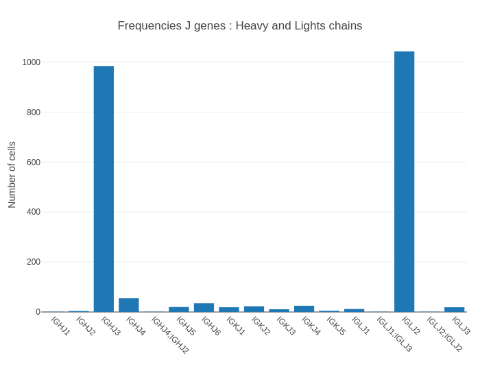 Frequencies J genes : Heavy and Lights chains
Number of cells
1000
800
600
400
200
0
IGHJ1
IGHJ2
IGHJ3
IGHJ4
IGHJ4;IGHJ2
IGHJ5
IGHJ6
IGKJ1
IGKJ2
IGKJ3
IGKJ4
IGKJ5
IGLJ1
IGLJ1;IGLJ3
IGLJ2
IGLJ2;IGLJ2
IGLJ3